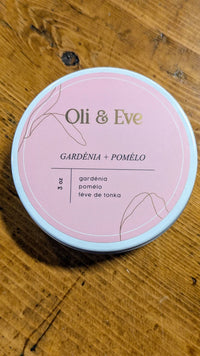 Oli & Eve
GARDÉNIA + POMÉLO
3 oz
gardénia
pomélo
fève de tonka